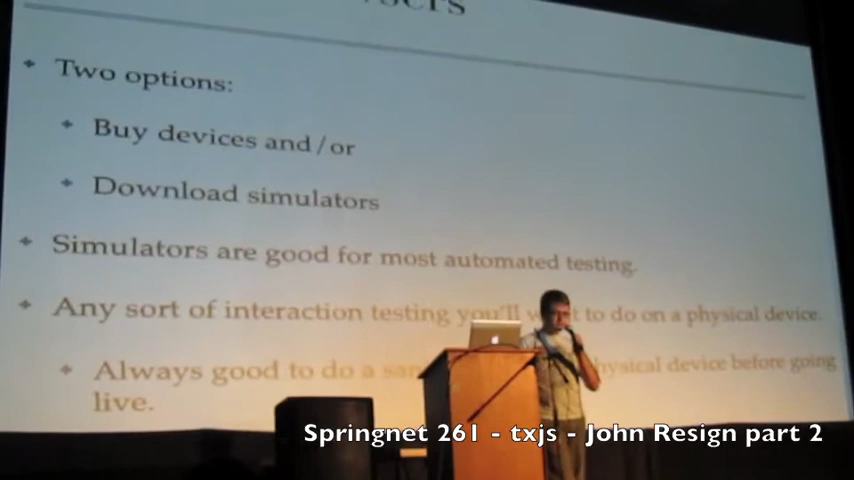 Two options:
Buy devices and/or
Download simulators
Simulators are good for most automated testing.
Any sort of interaction testing you'll to do on a physical device.
Always good to do a physical device before going
live.
Springnet 261 - txjs - John Resign part 2